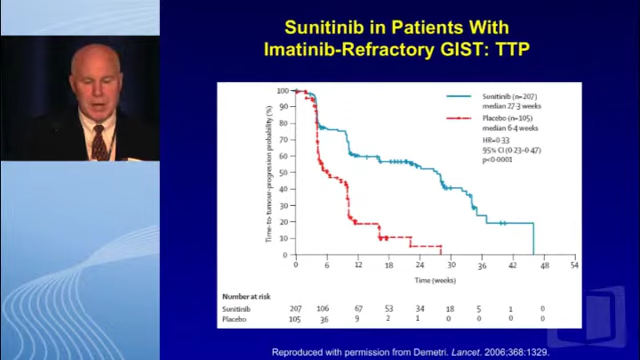 Sunitinib in Patients With
Imatinib-Refractory GIST: TTP
Time-to-tumour-progression probability (%)
100
90
80
70
60
50
40
30
20
10
0
Sunitinib (n=207)
median 27·3 weeks
Placebo (n=105)
median 6·4 weeks
HR=0·33
95% CI (0·23–0·47)
p<0·0001
0 6 12 18 24 30 36 42 48 54
Time (weeks)
Number at risk
Sunitinib 207 106 67 53 34 18 5 1 0
Placebo 105 36 9 2 1 0 0 0 0
Reproduced with permission from Demetri. Lancet. 2006;368:1329.